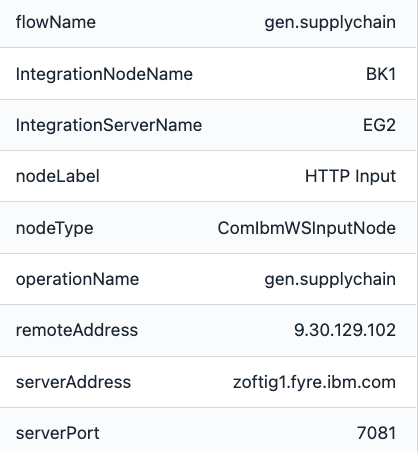 flowName gen.supplychain
IntegrationNodeName BK1
IntegrationServerName EG2
nodeLabel HTTP Input
nodeType ComIbmWSInputNode
operationName gen.supplychain
remoteAddress 9.30.129.102
serverAddress zoftig1.fyre.ibm.com
serverPort 7081